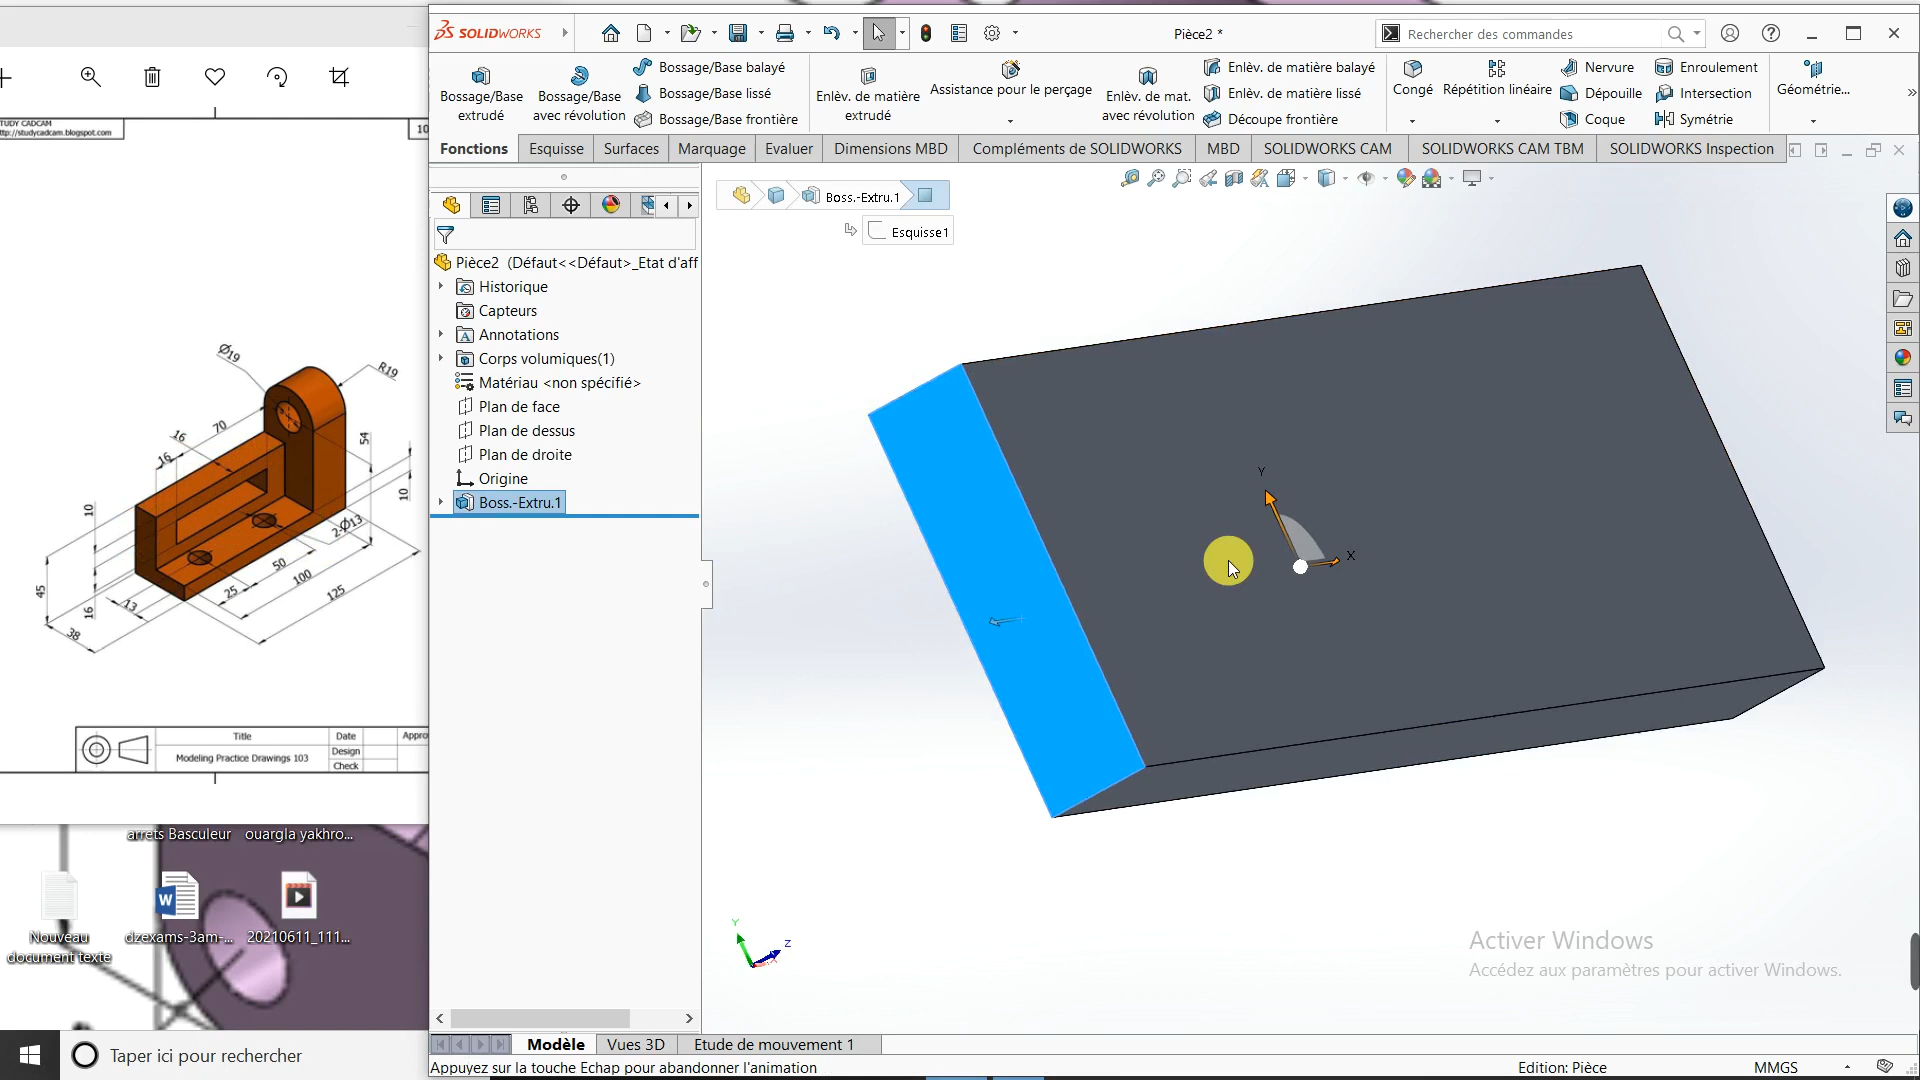 SOLIDWORKS
Pièce2 *
Rechercher des commandes
Bossage/Base extrudé
Bossage/Base avec révolution
Bossage/Base balayé
Bossage/Base lissé
Bossage/Base frontière
Enlèv. de matière extrudé
Assistance pour le perçage
Enlèv. de mat. avec révolution
Enlèv. de matière balayé
Enlèv. de matière lissé
Découpe frontière
Congé
Répétition linéaire
Nervure
Dépouille
Coque
Enroulement
Intersection
Symétrie
Géométrie...
Fonctions
Esquisse
Surfaces
Marquage
Evaluer
Dimensions MBD
Compléments de SOLIDWORKS
MBD
SOLIDWORKS CAM
SOLIDWORKS CAM TBM
SOLIDWORKS Inspection
Boss.-Extru.1
Esquisse1
Pièce2 (Défaut<<Défaut>_Etat d'aff
Historique
Capteurs
Annotations
Corps volumiques(1)
Matériau <non spécifié>
Plan de face
Plan de dessus
Plan de droite
Origine
Boss.-Extru.1
TUDY CADCAM
ttp://studycadcam.blogspot.com
10
Ø19
R19
70
16
16
54
10
10
2-Ø13
50
100
125
25
13
16
45
38
Title
Modeling Practice Drawings 103
Date
Design
Check
Appro
Y
X
Y
Z
arrets Basculeur
ouargla yakhro...
Nouveau document texte
dzexams-3am-...
20210611_111...
Activer Windows
Accédez aux paramètres pour activer Windows.
Modèle
Vues 3D
Etude de mouvement 1
Appuyez sur la touche Echap pour abandonner l'animation
Edition: Pièce
MMGS
Taper ici pour rechercher